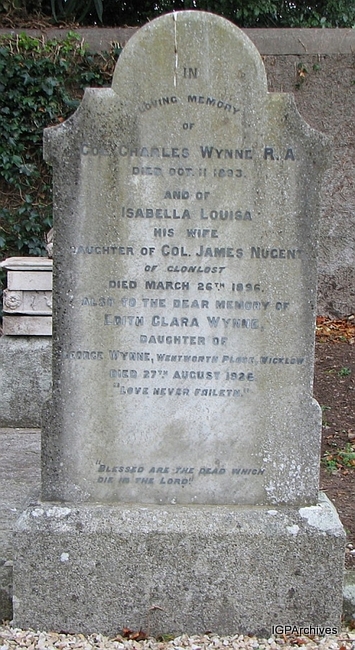 IN
LOVING MEMORY
OF
COL. CHARLES WYNNE R.A.
DIED OCT. 11 1893.
AND OF
ISABELLA LOUISA
HIS WIFE
DAUGHTER OF COL. JAMES NUGENT
OF CLONLOST
DIED MARCH 26TH 1896.
ALSO TO THE DEAR MEMORY OF
EDITH CLARA WYNNE,
DAUGHTER OF
GEORGE WYNNE, WENTWORTH PLACE, WICKLOW
DIED 27TH AUGUST 1926
"LOVE NEVER FAILETH."
"BLESSED ARE THE DEAD WHICH
DIE IN THE LORD."
IGPArchives